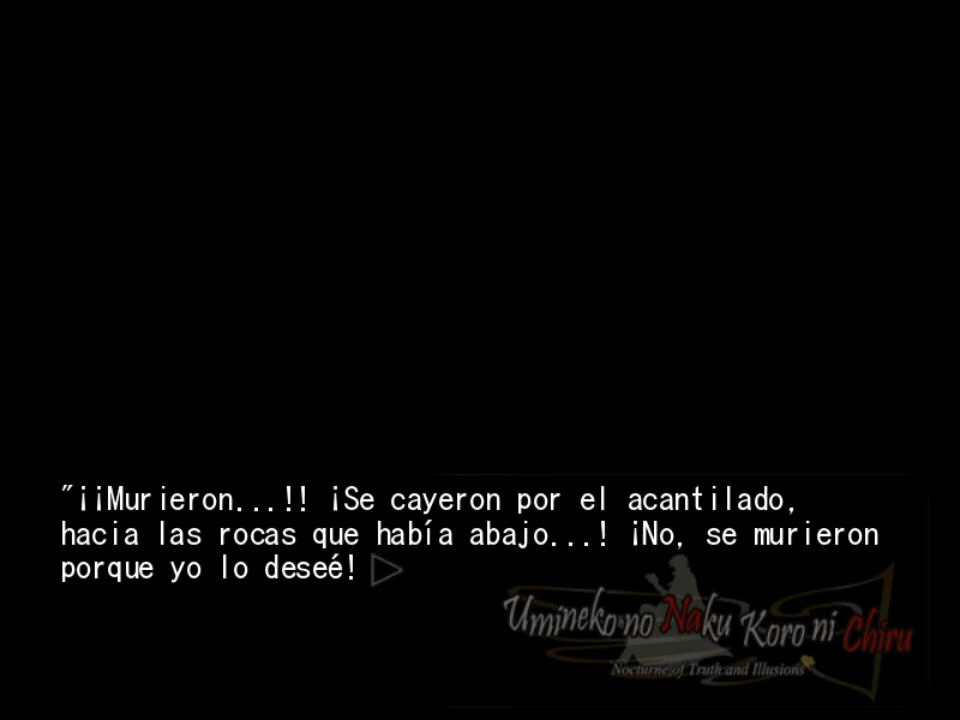 "¡¡Murieron...!! ¡Se cayeron por el acantilado,
hacia las rocas que había abajo...! ¡No, se murieron
porque yo lo deseé!
Umineko no Naku Koro ni Chiru
Nocturne of Truth and Illusions